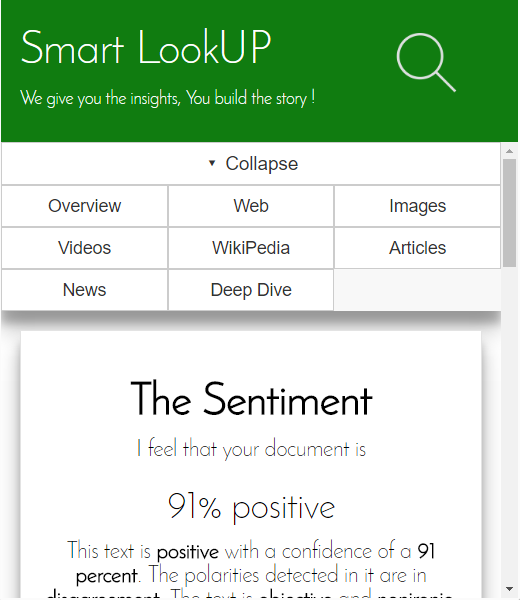 Smart LookUP
We give you the insights, You build the story !
▼ Collapse
Overview Web Images
Videos WikiPedia Articles
News Deep Dive
The Sentiment
I feel that your document is
91% positive
This text is positive with a confidence of a 91
percent. The polarities detected in it are in
disagreement. The text is objective and nonironic